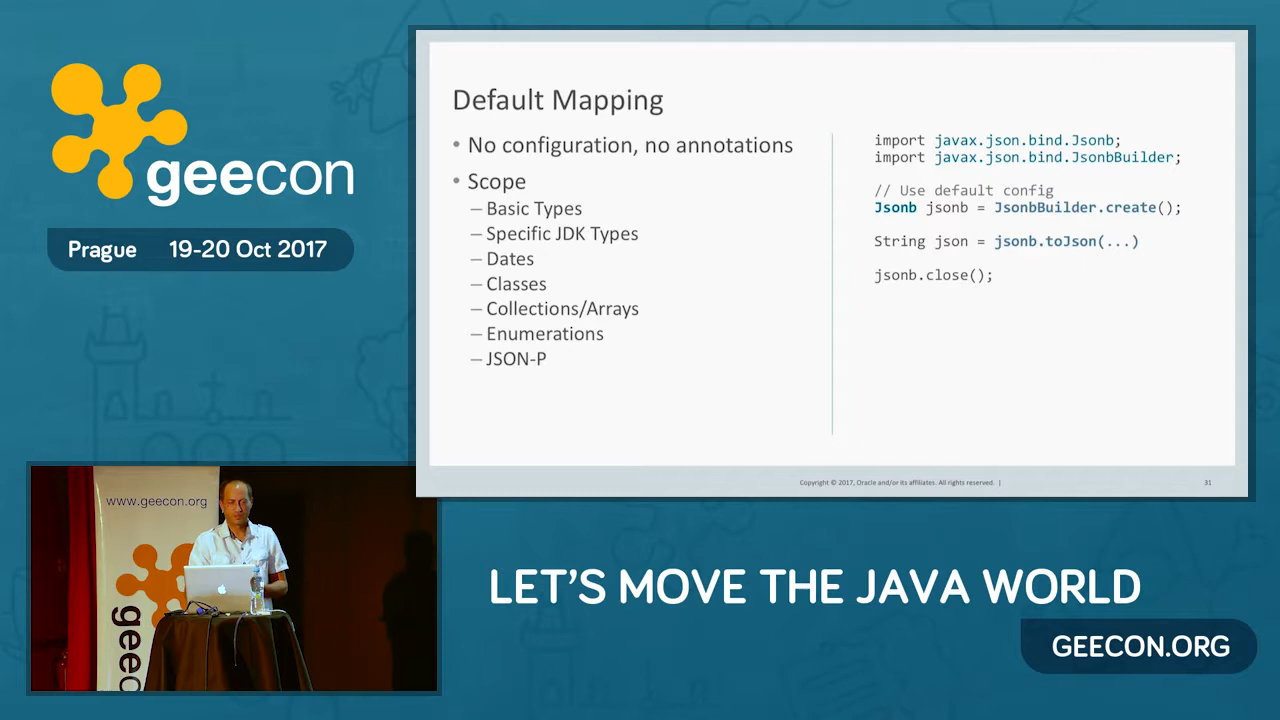 geecon
Prague 19-20 Oct 2017
Default Mapping
• No configuration, no annotations
• Scope
– Basic Types
– Specific JDK Types
– Dates
– Classes
– Collections/Arrays
– Enumerations
– JSON-P
import javax.json.bind.Jsonb;
import javax.json.bind.JsonbBuilder;
// Use default config
Jsonb jsonb = JsonbBuilder.create();
String json = jsonb.toJson(...)
jsonb.close();
Copyright © 2017, Oracle and/or its affiliates. All rights reserved. |
31
www.geecon.org
geeco
LET'S MOVE THE JAVA WORLD
GEECON.ORG